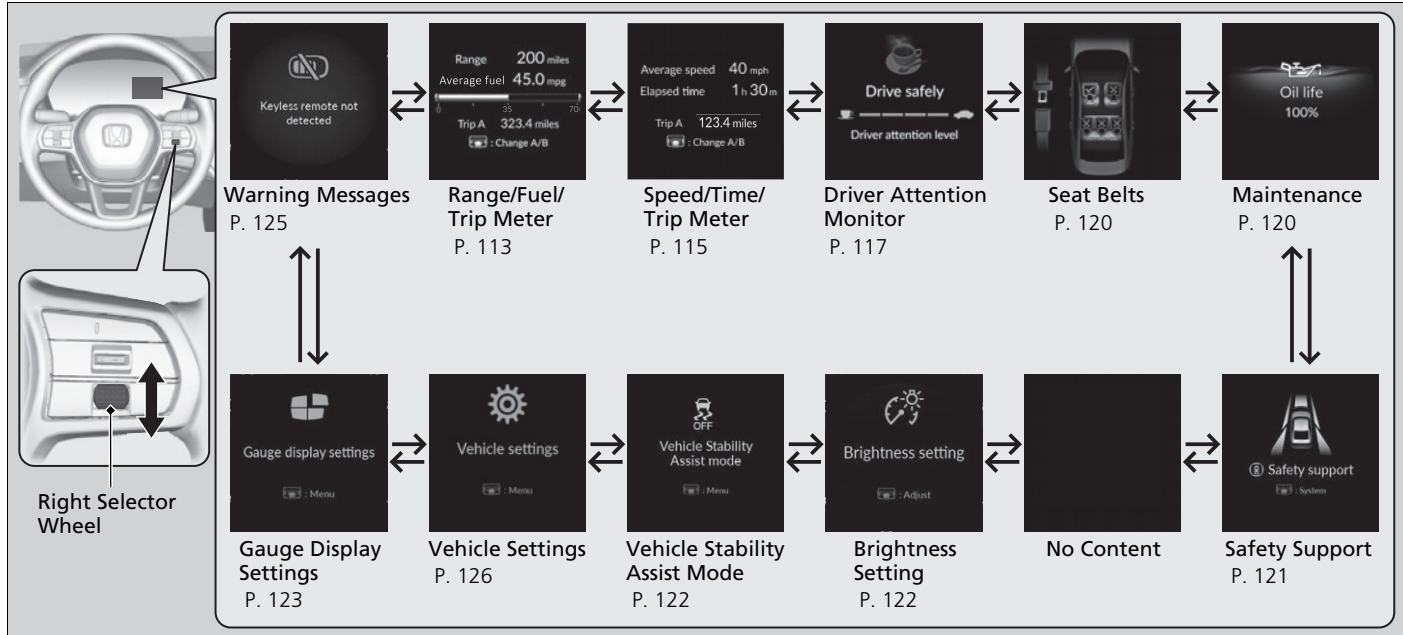 Keyless remote not
detected
Warning Messages
P. 125
Range 200 miles
Average fuel 45.0 mpg
0 35 70
Trip A 323.4 miles
: Change A/B
Range/Fuel/
Trip Meter
P. 113
Average speed 40 mph
Elapsed time 1 h 30 m
Trip A 123.4 miles
: Change A/B
Speed/Time/
Trip Meter
P. 115
Drive safely
Driver attention level
Driver Attention
Monitor
P. 117
Seat Belts
P. 120
Oil life
100%
Maintenance
P. 120
Right Selector
Wheel
Gauge display settings
: Menu
Gauge Display
Settings
P. 123
Vehicle settings
: Menu
Vehicle Settings
P. 126
OFF
Vehicle Stability
Assist mode
: Menu
Vehicle Stability
Assist Mode
P. 122
Brightness setting
: Adjust
Brightness
Setting
P. 122
No Content
Safety support
: System
Safety Support
P. 121